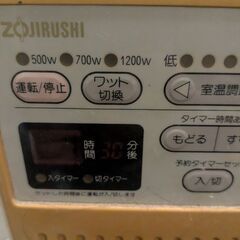 ZOJIRUSHI
500w 700w 1200w 低
運転/停止
ワット
切換
室温調
タイマー時間
時間 30 分後
もどる す
入タイマー 切タイマー
予約タイマーセッ
入/切